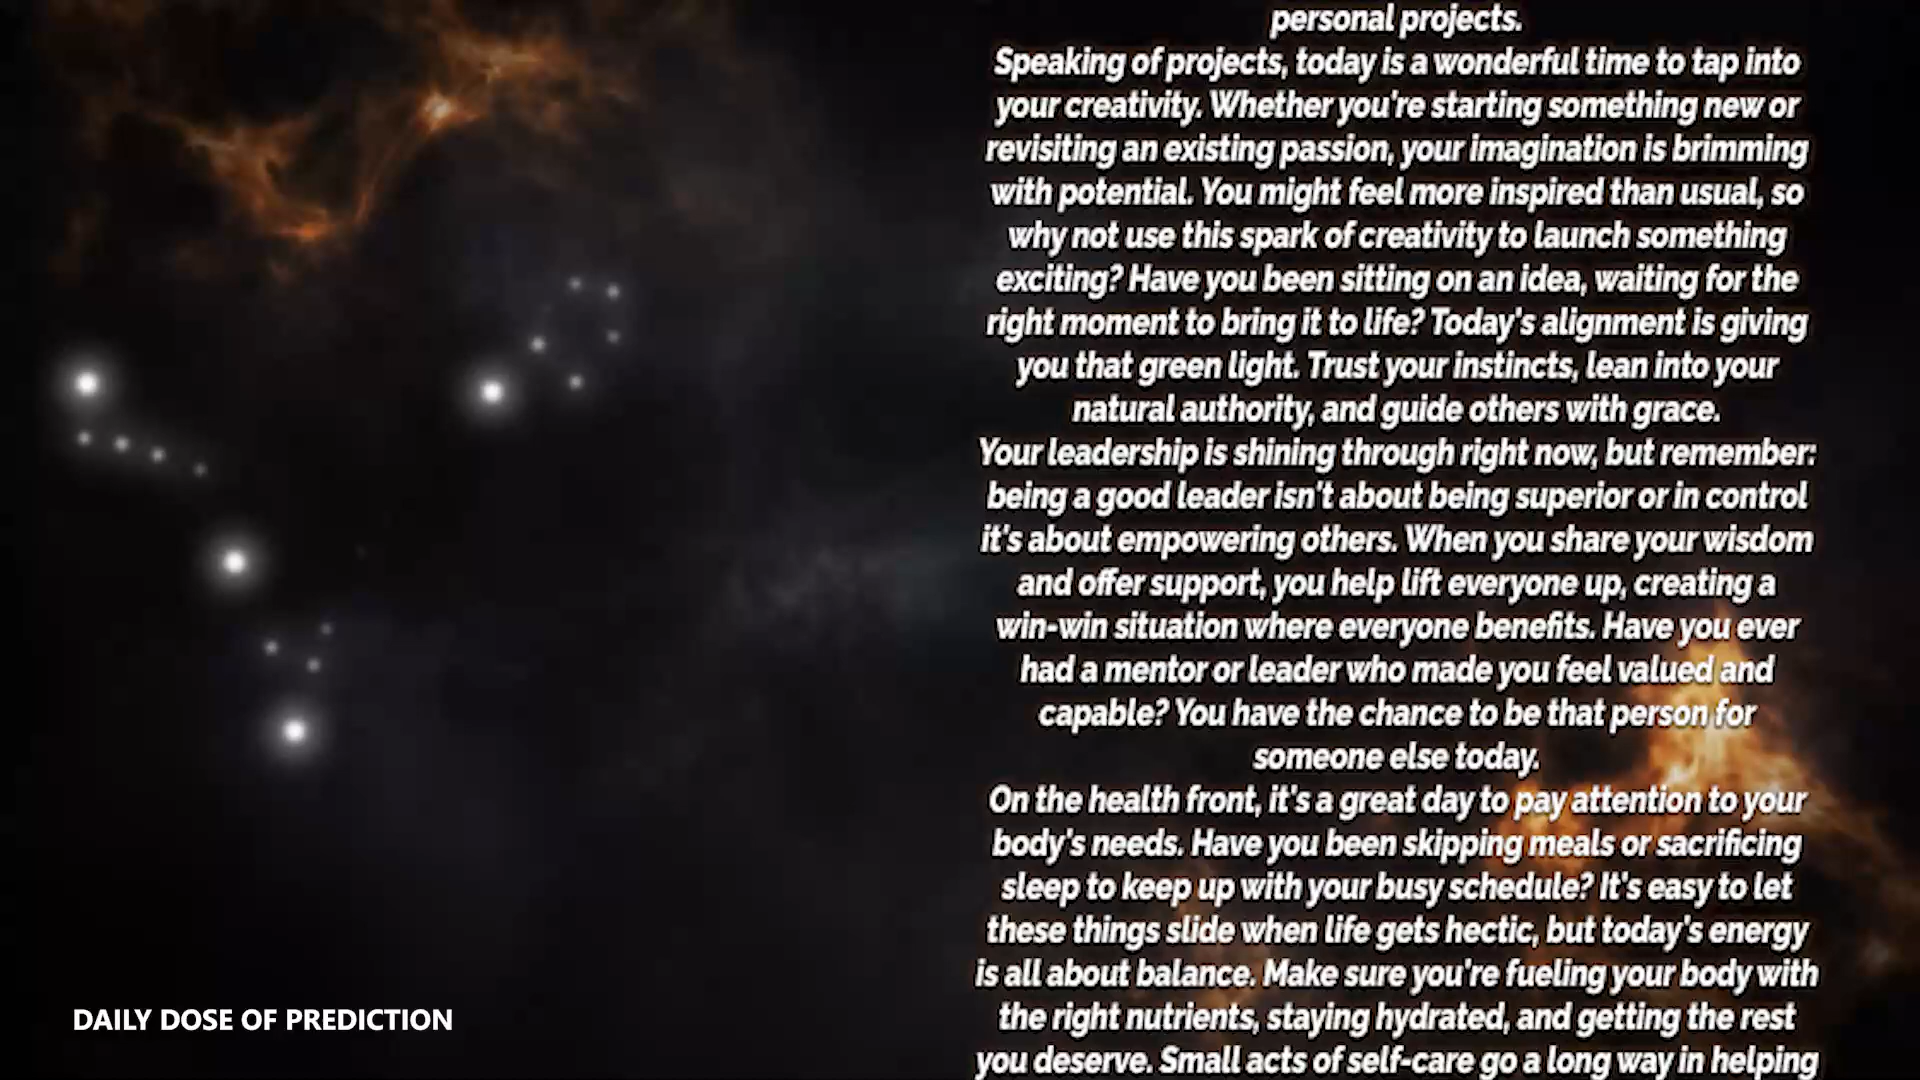 personal projects.
Speaking of projects, today is a wonderful time to tap into
your creativity. Whether you're starting something new or
revisiting an existing passion, your imagination is brimming
with potential. You might feel more inspired than usual, so
why not use this spark of creativity to launch something
exciting? Have you been sitting on an idea, waiting for the
right moment to bring it to life? Today's alignment is giving
you that green light. Trust your instincts, lean into your
natural authority, and guide others with grace.
Your leadership is shining through right now, but remember:
being a good leader isn't about being superior or in control
it's about empowering others. When you share your wisdom
and offer support, you help lift everyone up, creating a
win-win situation where everyone benefits. Have you ever
had a mentor or leader who made you feel valued and
capable? You have the chance to be that person for
someone else today.
On the health front, it's a great day to pay attention to your
body's needs. Have you been skipping meals or sacrificing
sleep to keep up with your busy schedule? It's easy to let
these things slide when life gets hectic, but today's energy
is all about balance. Make sure you're fueling your body with
the right nutrients, staying hydrated, and getting the rest
you deserve. Small acts of self-care go a long way in helping
DAILY DOSE OF PREDICTION